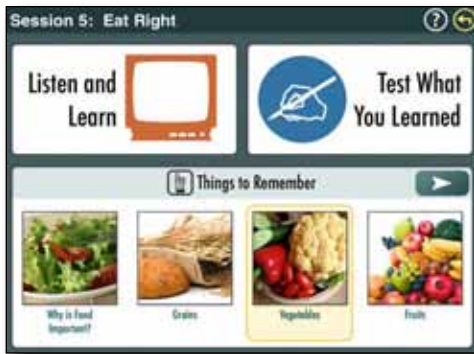 Session 5: Eat Right
?
Listen and
Learn
Test What
You Learned
Things to Remember
Why is Food
Important?
Grains
Vegetables
Fruits